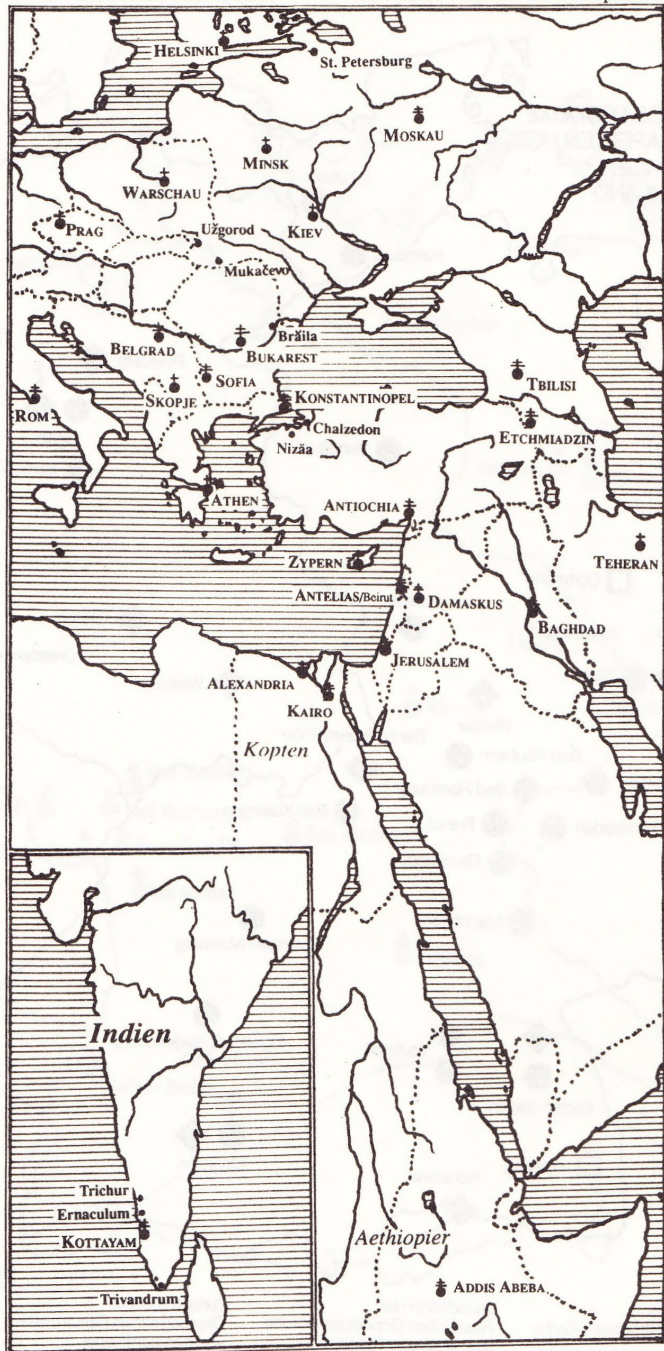 HELSINKI
St. Petersburg
MOSKAU
MINSK
WARSCHAU
PRAG
KIEV
Užgorod
Mukačevo
Brăila
BELGRAD
BUKAREST
SOFIA
SKOPJE
TBILISI
ROM
KONSTANTINOPEL
Chalzedon
Nizäa
ETCHMIADZIN
ATHEN
ANTIOCHIA
ZYPERN
TEHERAN
ANTELIAS/Beirut
DAMASKUS
BAGHDAD
JERUSALEM
ALEXANDRIA
KAIRO
Kopten
Indien
Trichur
Ernaculum
KOTTAYAM
Trivandrum
Aethiopier
ADDIS ABEBA